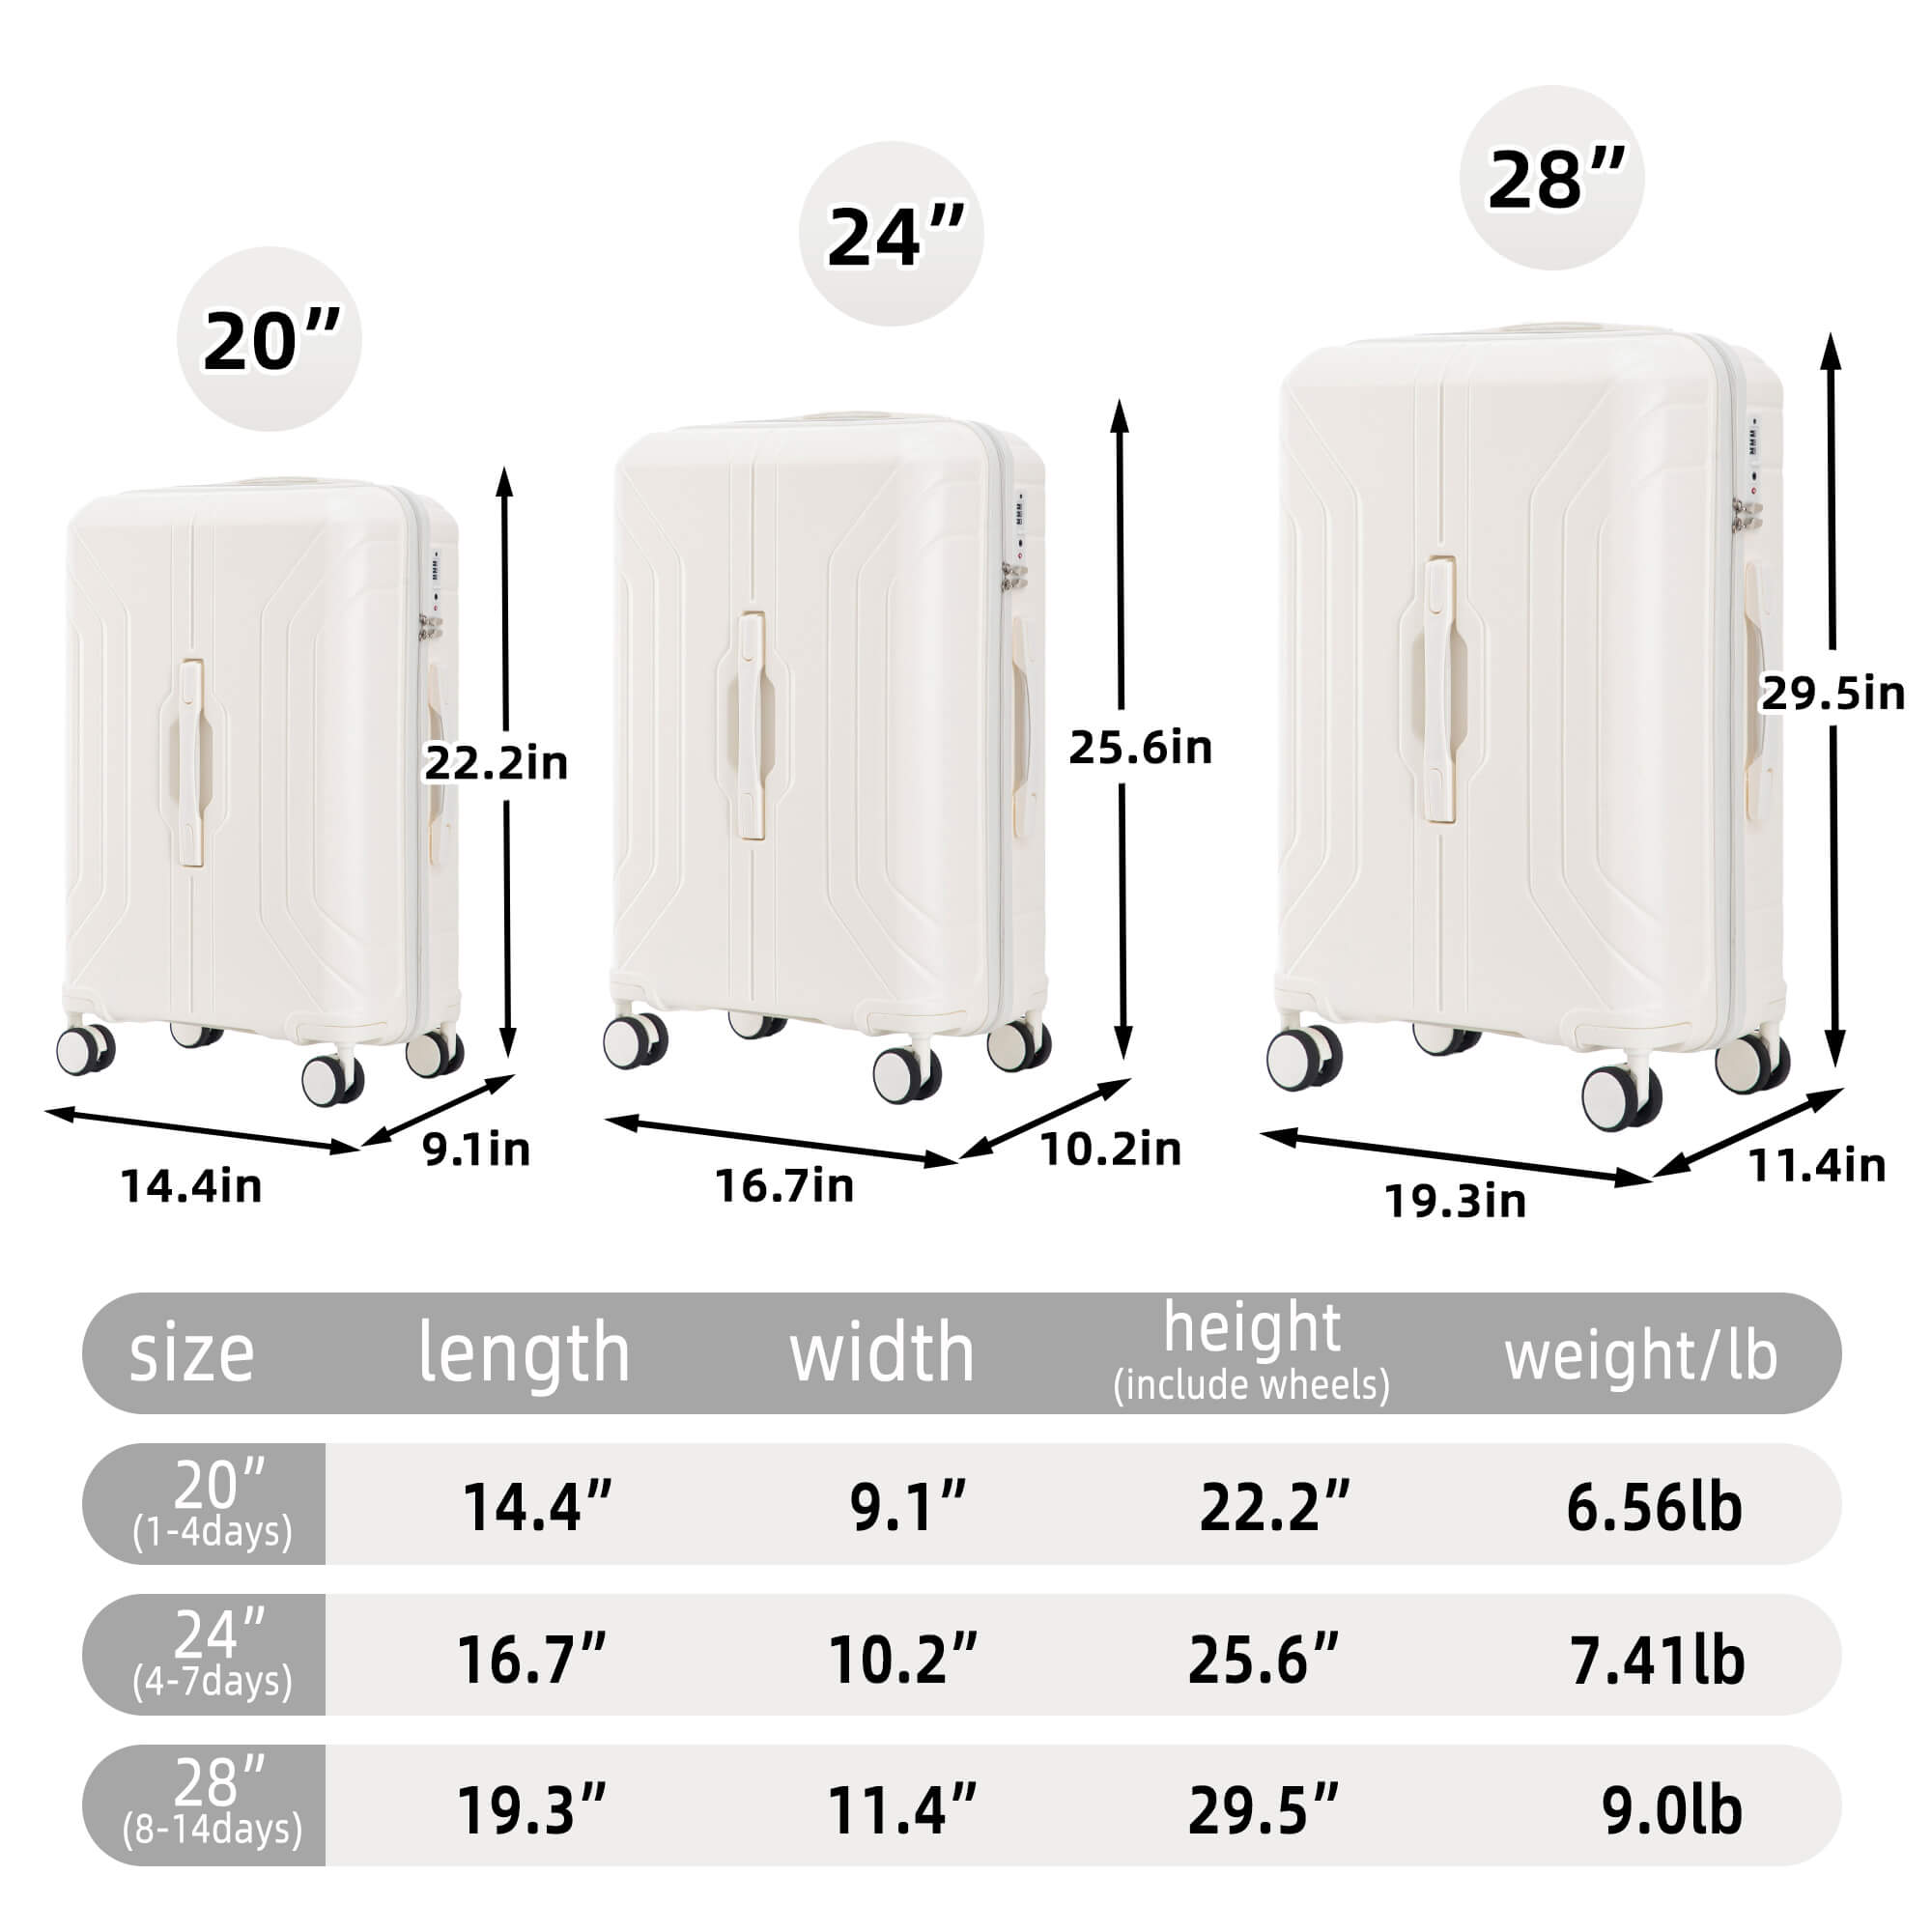 20”
24”
28”
22.2in
25.6in
29.5in
14.4in
9.1in
16.7in
10.2in
19.3in
11.4in
size length width height (include wheels) weight/lb
20” (1-4days) 14.4” 9.1” 22.2” 6.56lb
24” (4-7days) 16.7” 10.2” 25.6” 7.41lb
28” (8-14days) 19.3” 11.4” 29.5” 9.0lb